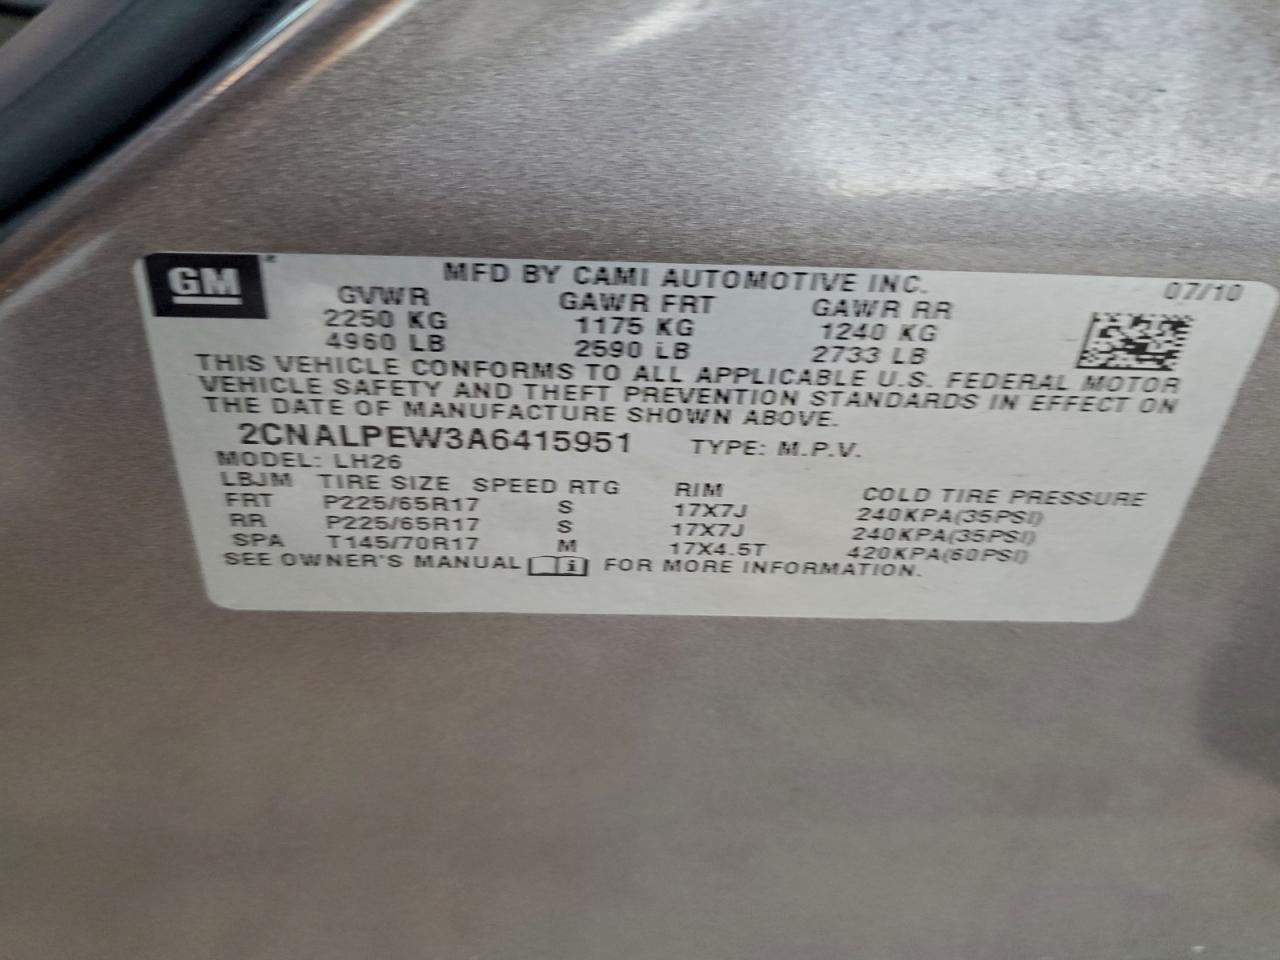 GM
MFD BY CAMI AUTOMOTIVE INC. 07/10
GVWR GAWR FRT GAWR RR
2250 KG 1175 KG 1240 KG
4960 LB 2590 LB 2733 LB
THIS VEHICLE CONFORMS TO ALL APPLICABLE U.S. FEDERAL MOTOR
VEHICLE SAFETY AND THEFT PREVENTION STANDARDS IN EFFECT ON
THE DATE OF MANUFACTURE SHOWN ABOVE.
2CNALPEW3A6415951 TYPE: M.P.V.
MODEL: LH26
LBJM TIRE SIZE SPEED RTG RIM COLD TIRE PRESSURE
FRT P225/65R17 S 17X7J 240KPA(35PSI)
RR P225/65R17 S 17X7J 240KPA(35PSI)
SPA T145/70R17 M 17X4.5T 420KPA(60PSI)
SEE OWNER'S MANUAL FOR MORE INFORMATION.